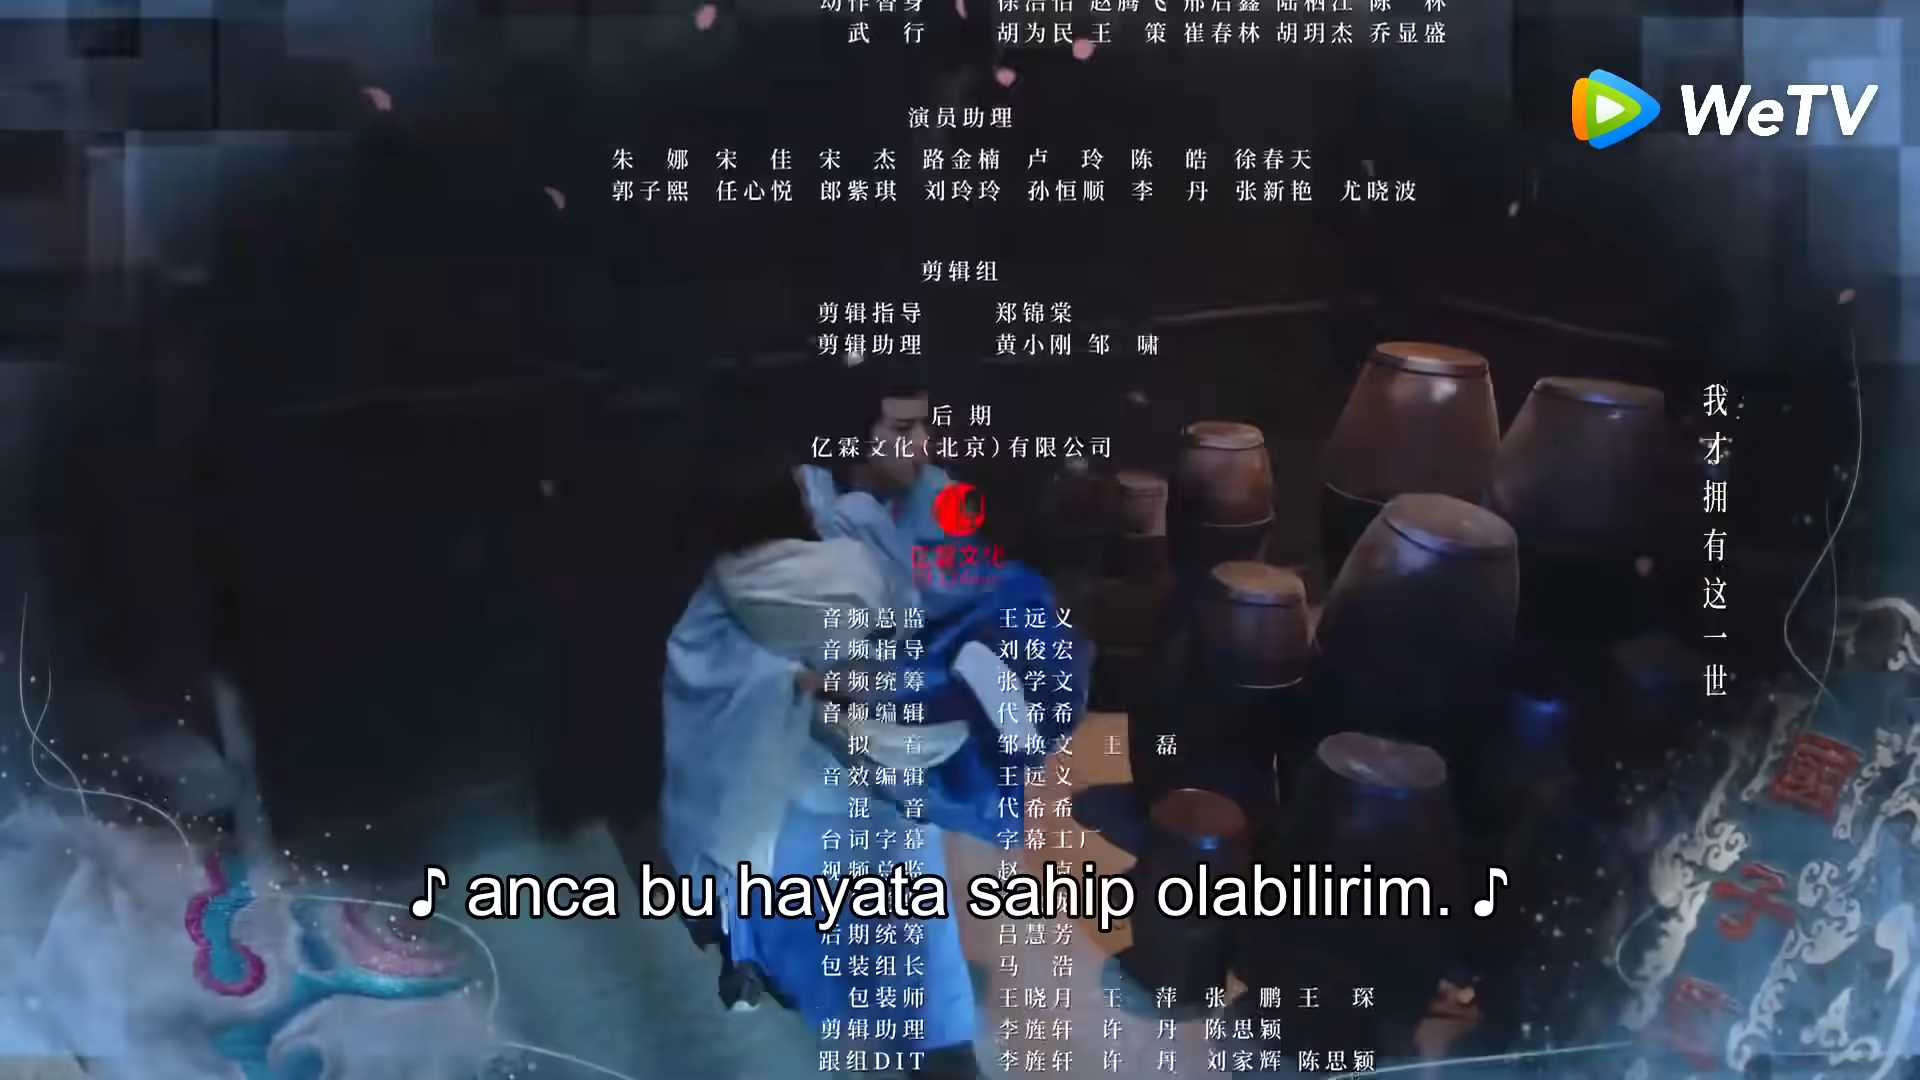 武 行 胡为民 王 策 崔春林 胡玥杰 乔显盛
WeTV
演员助理
朱 娜 宋 佳 宋 杰 路金楠 卢 玲 陈 皓 徐春天
郭子熙 任心悦 郎紫琪 刘玲玲 孙恒顺 李 丹 张新艳 尤晓波
剪辑组
剪辑指导 郑锦棠
剪辑助理 黄小刚 邹 啸
后 期
亿霖文化(北京)有限公司
亿霖文化
我才拥有这一世
音频总监 王远义
音频指导 刘俊宏
音频统筹 张学文
音频编辑 代希希
拟 音 邹换文 王 磊
音效编辑 王远义
混 音 代希希
台词字幕 字幕工厂
视频总监 赵
♪ anca bu hayata sahip olabilirim. ♪
后期统筹 吕慧芳
包装组长 马 浩
包装师 王晓月 王 萍 张 鹏 王 琛
剪辑助理 李旌轩 许 丹 陈思颖
跟组DIT 李旌轩 许 丹 刘家辉 陈思颖